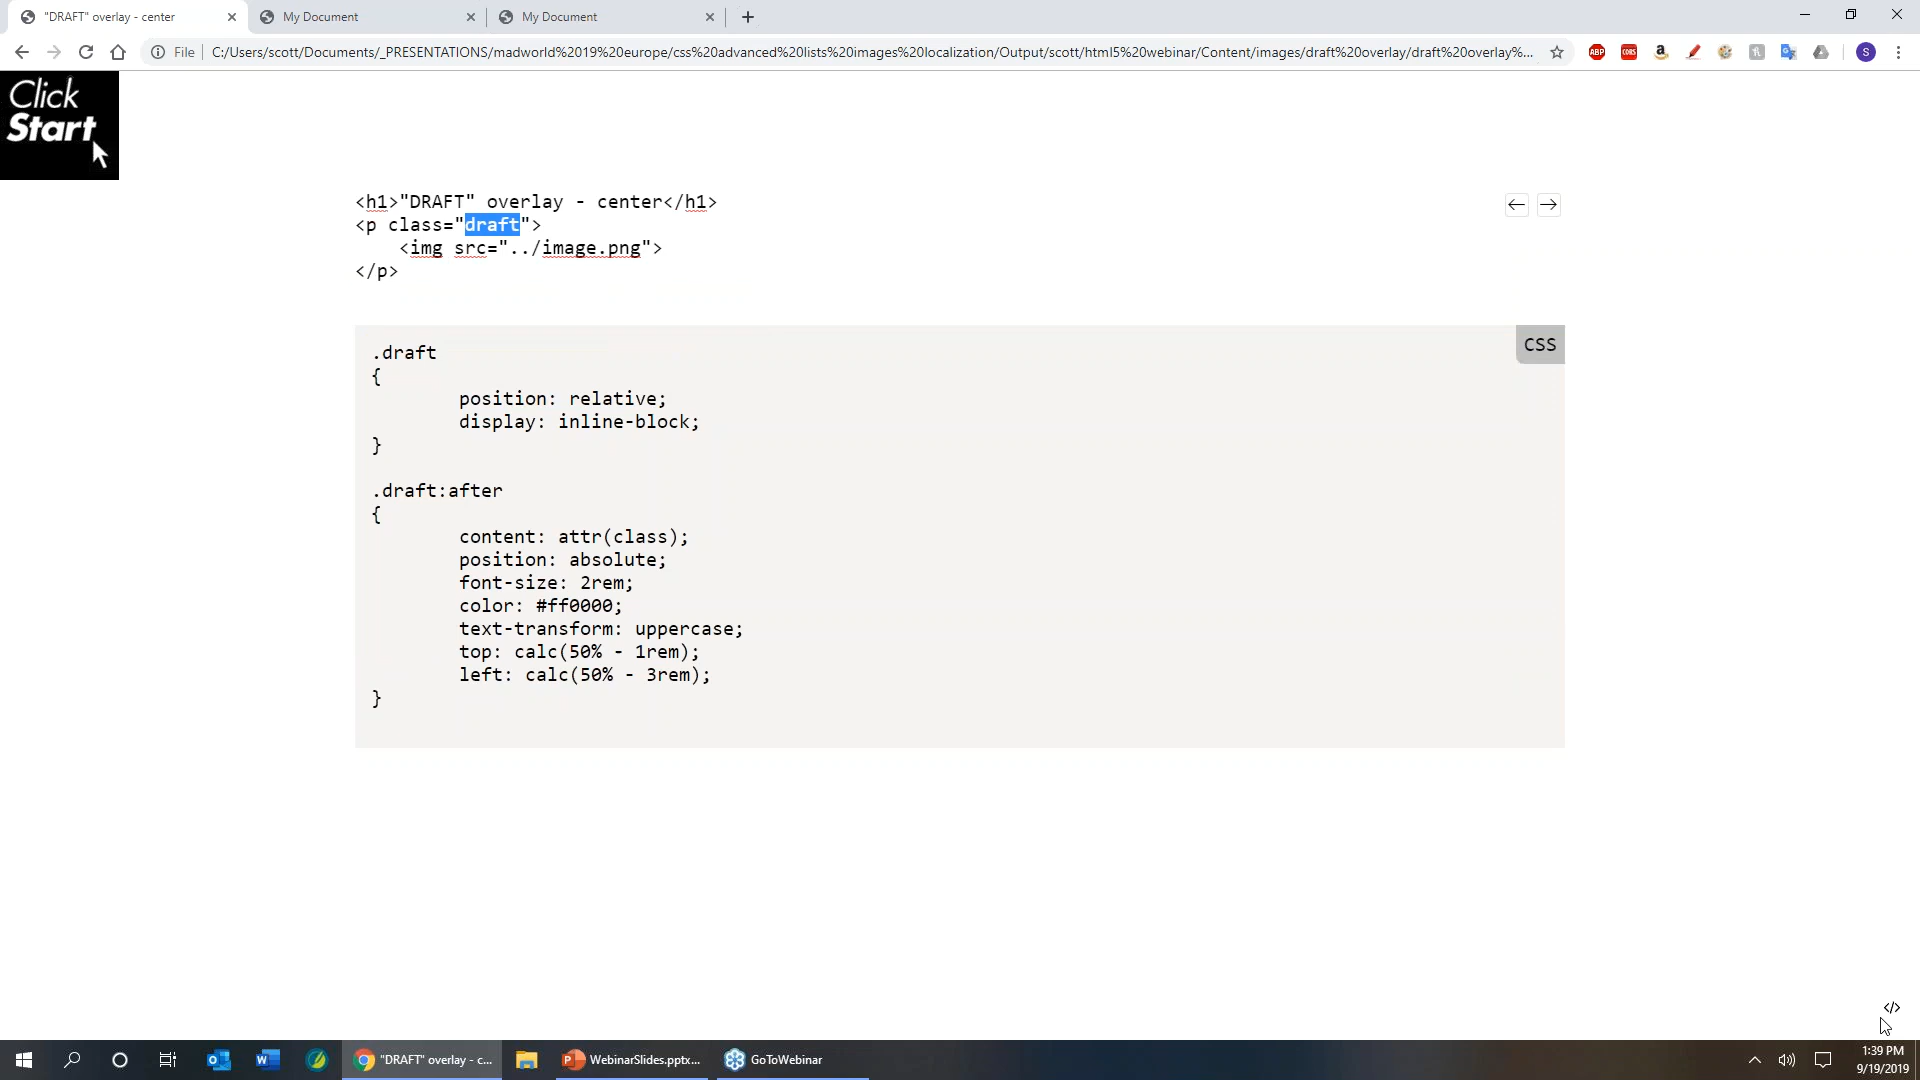 "DRAFT" overlay - center
My Document
My Document
File
C:/Users/scott/Documents/_PRESENTATIONS/madworld%2019%20europe/css%20advanced%20lists%20images%20localization/Output/scott/html5%20webinar/Content/images/draft%20overlay/draft%20overlay%...
ABP
CORS
a
S
Click
Start
<h1>"DRAFT" overlay - center</h1>
<p class="draft">
<img src="../image.png">
</p>
CSS
.draft
{
position: relative;
display: inline-block;
}
.draft:after
{
content: attr(class);
position: absolute;
font-size: 2rem;
color: #ff0000;
text-transform: uppercase;
top: calc(50% - 1rem);
left: calc(50% - 3rem);
}
</>
"DRAFT" overlay - c...
WebinarSlides.pptx...
GoToWebinar
1:39 PM
9/19/2019